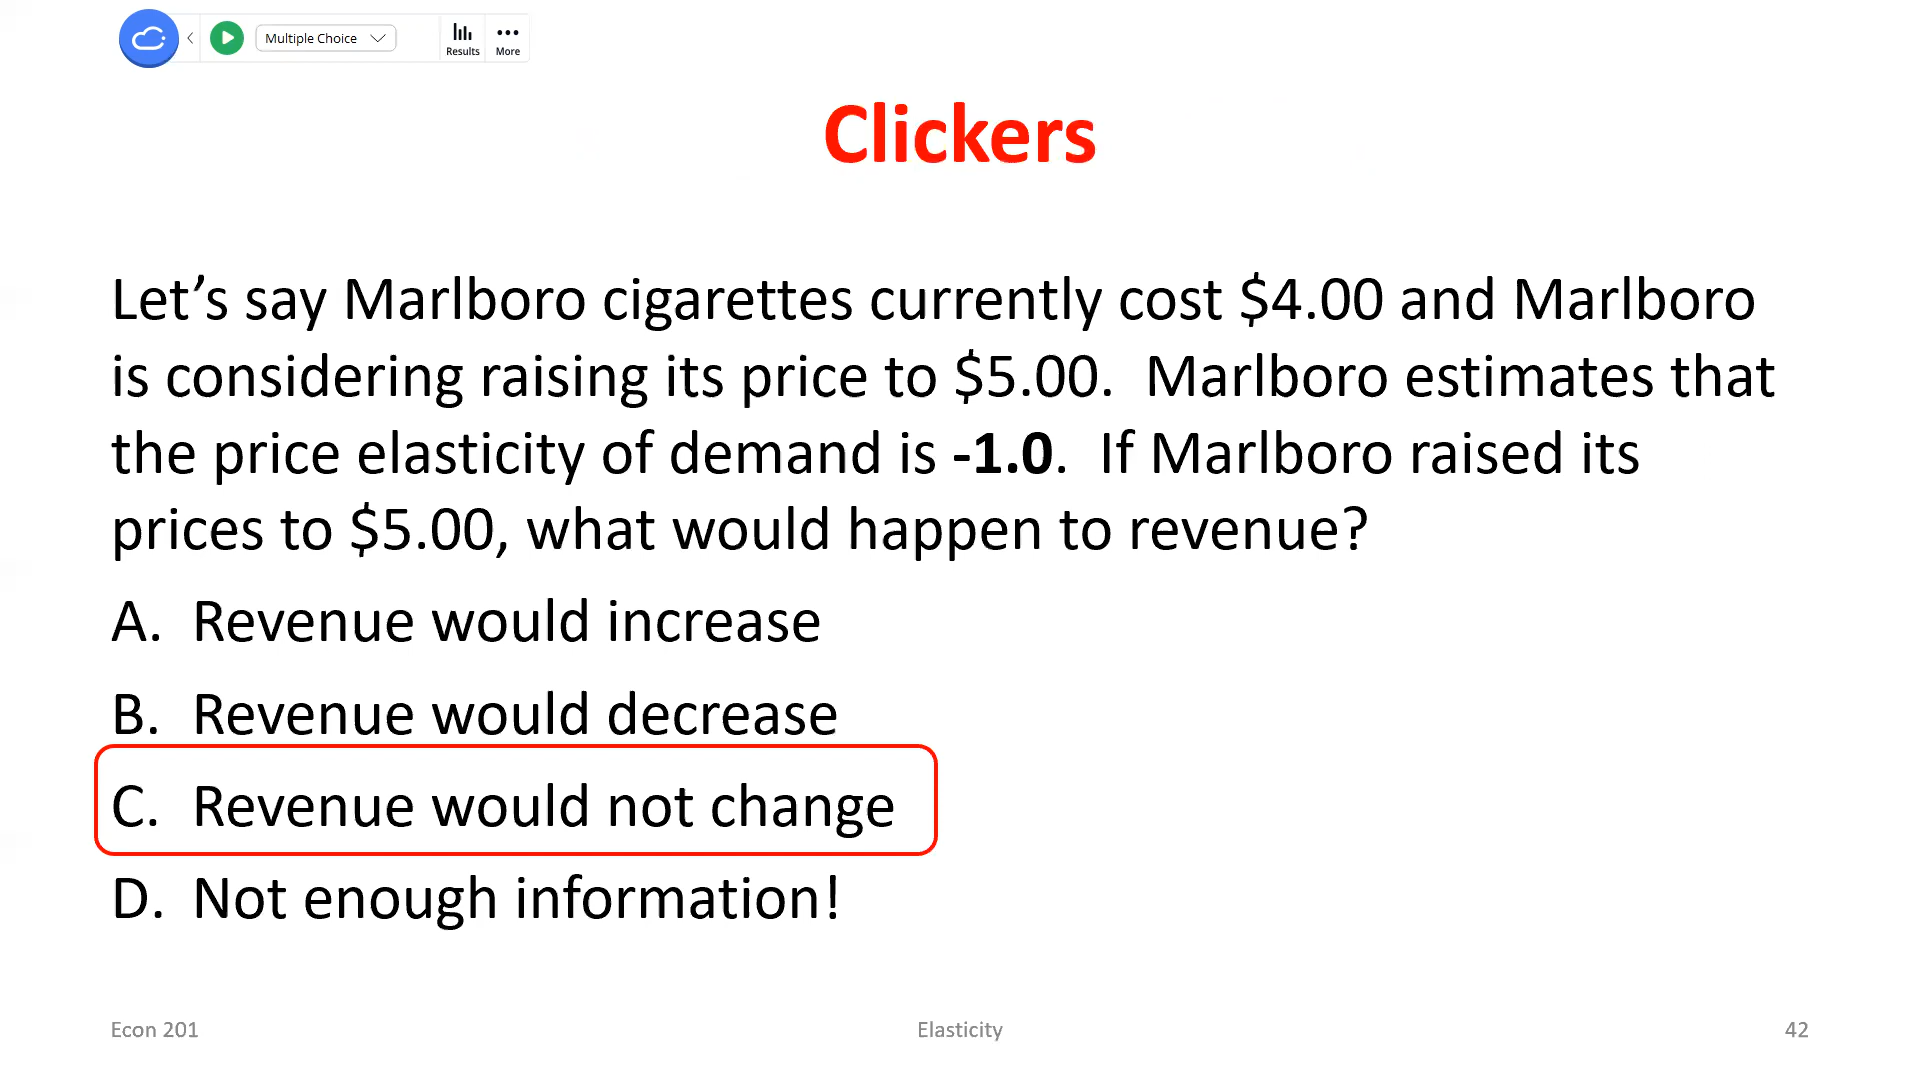 Multiple Choice
Results
More
Clickers
Let’s say Marlboro cigarettes currently cost $4.00 and Marlboro
is considering raising its price to $5.00.  Marlboro estimates that
the price elasticity of demand is -1.0.  If Marlboro raised its
prices to $5.00, what would happen to revenue?
A. Revenue would increase
B. Revenue would decrease
C. Revenue would not change
D. Not enough information!
Econ 201
Elasticity
42